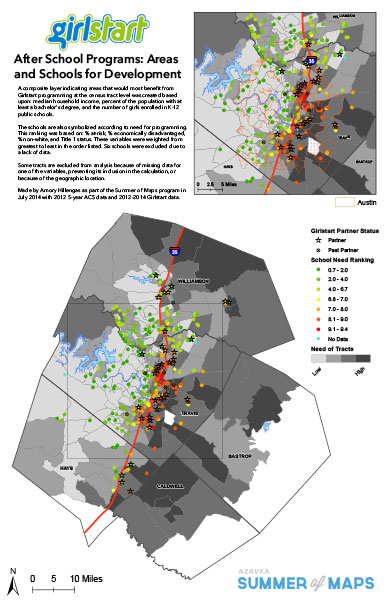 girlstart
After School Programs: Areas
and Schools for Development
A composite layer indicating areas that would most benefit from
Girlstart programming at the census tract level was created based
upon: median household income, percent of the population with at
least a bachelor's degree, and the number of girls enrolled in K-12
public schools.
The schools are also symbolized according to need for programming.
This ranking was based on: % at risk, % economically disadvantaged,
% non-white, and Title 1 status. These variables were weighted from
greatest to least in the order listed. Six schools were excluded due to
a lack of data.
Some tracts are excluded from analysis because of missing data for
one of the variables, preventing its inclusion in the calculation, or
because of the geographic location.
Made by Amory Hillengas as part of the Summer of Maps program in
July 2014 with 2012 5-year ACS data and 2012-2014 Girlstart data.
WILLIAMSON
35
HAYS
0 2.5 5 Miles
Austin
35
WILLIAMSON
TRAVIS
BASTROP
HAYS
CALDWELL
Girlstart Partner Status
Partner
Past Partner
School Need Ranking
0.7 - 2.0
2.0 - 4.0
4.0 - 6.7
6.8 - 7.0
7.0 - 8.0
8.1 - 9.0
9.1 - 9.4
No Data
Need of Tracts
Low
High
N
0 5 10 Miles
AZAVEA
SUMMER of MAPS